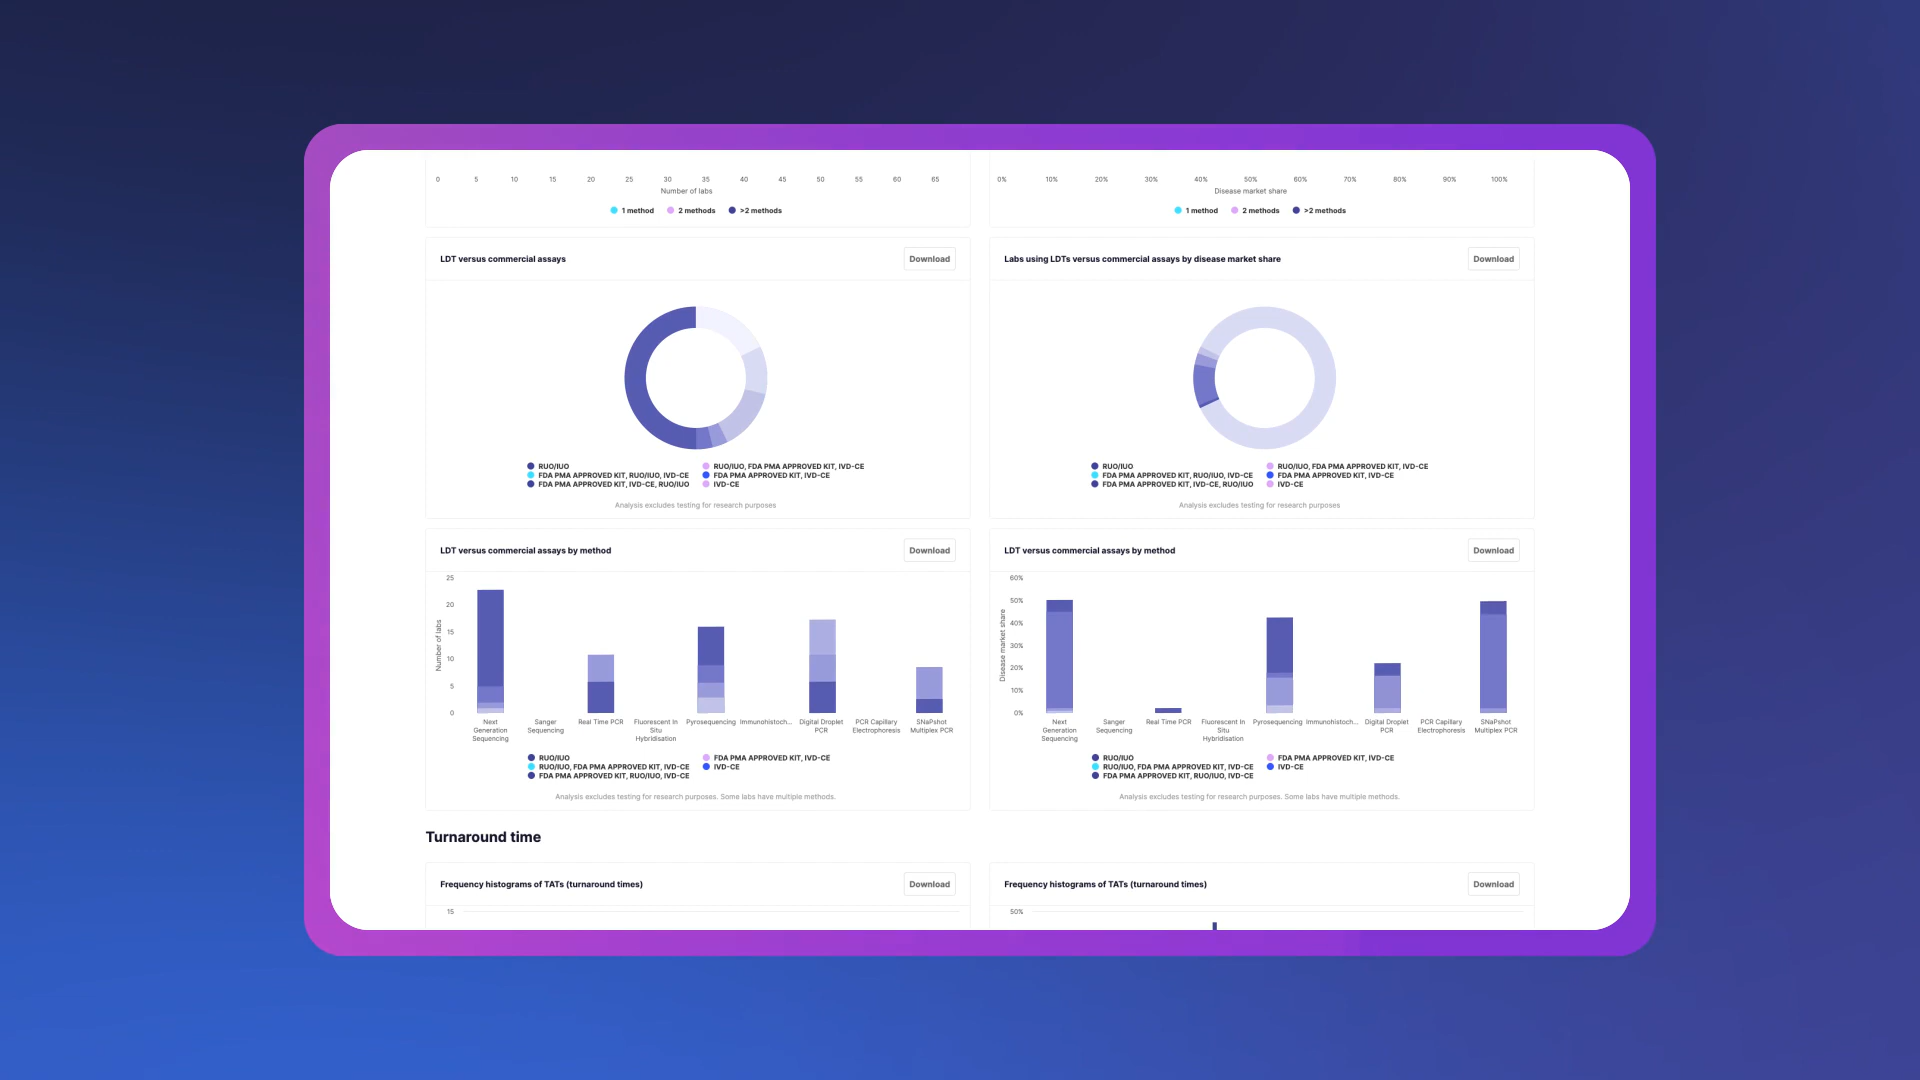 0 5 10 15 20 25 30 35 40 45 50 55 60 65
Number of labs
1 method 2 methods >2 methods
0% 10% 20% 30% 40% 50% 60% 70% 80% 90% 100%
Disease market share
1 method 2 methods >2 methods
LDT versus commercial assays
Download
RUO/IUO
RUO/IUO, FDA PMA APPROVED KIT, IVD-CE
FDA PMA APPROVED KIT, RUO/IUO, IVD-CE
FDA PMA APPROVED KIT, IVD-CE
FDA PMA APPROVED KIT, IVD-CE, RUO/IUO
IVD-CE
Analysis excludes testing for research purposes
Labs using LDTs versus commercial assays by disease market share
Download
RUO/IUO
RUO/IUO, FDA PMA APPROVED KIT, IVD-CE
FDA PMA APPROVED KIT, RUO/IUO, IVD-CE
FDA PMA APPROVED KIT, IVD-CE
FDA PMA APPROVED KIT, IVD-CE, RUO/IUO
IVD-CE
Analysis excludes testing for research purposes
LDT versus commercial assays by method
Download
25
20
15
10
5
0
Number of labs
Next
Generation
Sequencing
Sanger
Sequencing
Real Time PCR
Fluorescent In
Situ
Hybridisation
Pyrosequencing
Immunohistoch...
Digital Droplet
PCR
PCR Capillary
Electrophoresis
SNaPshot
Multiplex PCR
RUO/IUO
FDA PMA APPROVED KIT, IVD-CE
RUO/IUO, FDA PMA APPROVED KIT, IVD-CE
IVD-CE
FDA PMA APPROVED KIT, RUO/IUO, IVD-CE
Analysis excludes testing for research purposes. Some labs have multiple methods.
LDT versus commercial assays by method
Download
60%
50%
40%
30%
20%
10%
0%
Disease market share
Next
Generation
Sequencing
Sanger
Sequencing
Real Time PCR
Fluorescent In
Situ
Hybridisation
Pyrosequencing
Immunohistoch...
Digital Droplet
PCR
PCR Capillary
Electrophoresis
SNaPshot
Multiplex PCR
RUO/IUO
FDA PMA APPROVED KIT, IVD-CE
RUO/IUO, FDA PMA APPROVED KIT, IVD-CE
IVD-CE
FDA PMA APPROVED KIT, RUO/IUO, IVD-CE
Analysis excludes testing for research purposes. Some labs have multiple methods.
Turnaround time
Frequency histograms of TATs (turnaround times)
Download
15
Frequency histograms of TATs (turnaround times)
Download
50%